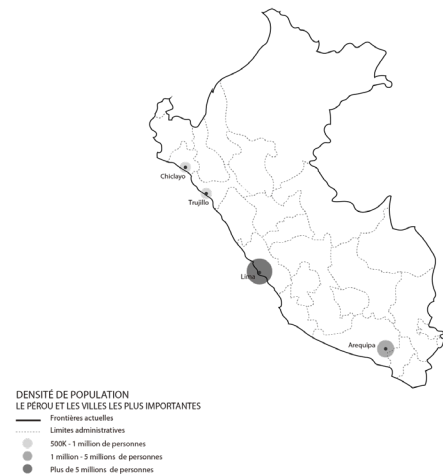 Chiclayo
Trujillo
Lima
Arequipa
DENSITÉ DE POPULATION
LE PÉROU ET LES VILLES LES PLUS IMPORTANTES
Frontières actuelles
Limites administratives
500K - 1 million de personnes
1 million - 5 millions de personnes
Plus de 5 millions de personnes